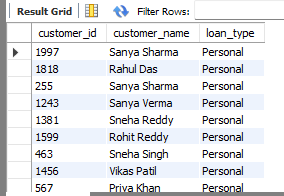 Result Grid Filter Rows:
customer_id customer_name loan_type
1997 Sanya Sharma Personal
1818 Rahul Das Personal
255 Sanya Sharma Personal
1243 Sanya Verma Personal
1381 Sneha Reddy Personal
1599 Rohit Reddy Personal
463 Sneha Singh Personal
1456 Vikas Patil Personal
567 Priya Khan Personal